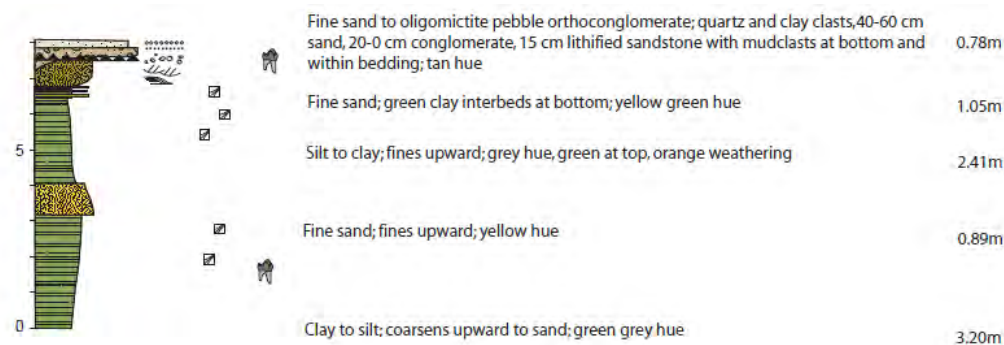 Fine sand to oligomictite pebble orthoconglomerate; quartz and clay clasts,40-60 cm
sand, 20-0 cm conglomerate, 15 cm lithified sandstone with mudclasts at bottom and
within bedding; tan hue
0.78m
Fine sand; green clay interbeds at bottom; yellow green hue
1.05m
5
Silt to clay; fines upward; grey hue, green at top, orange weathering
2.41m
Fine sand; fines upward; yellow hue
0.89m
0
Clay to silt; coarsens upward to sand; green grey hue
3.20m